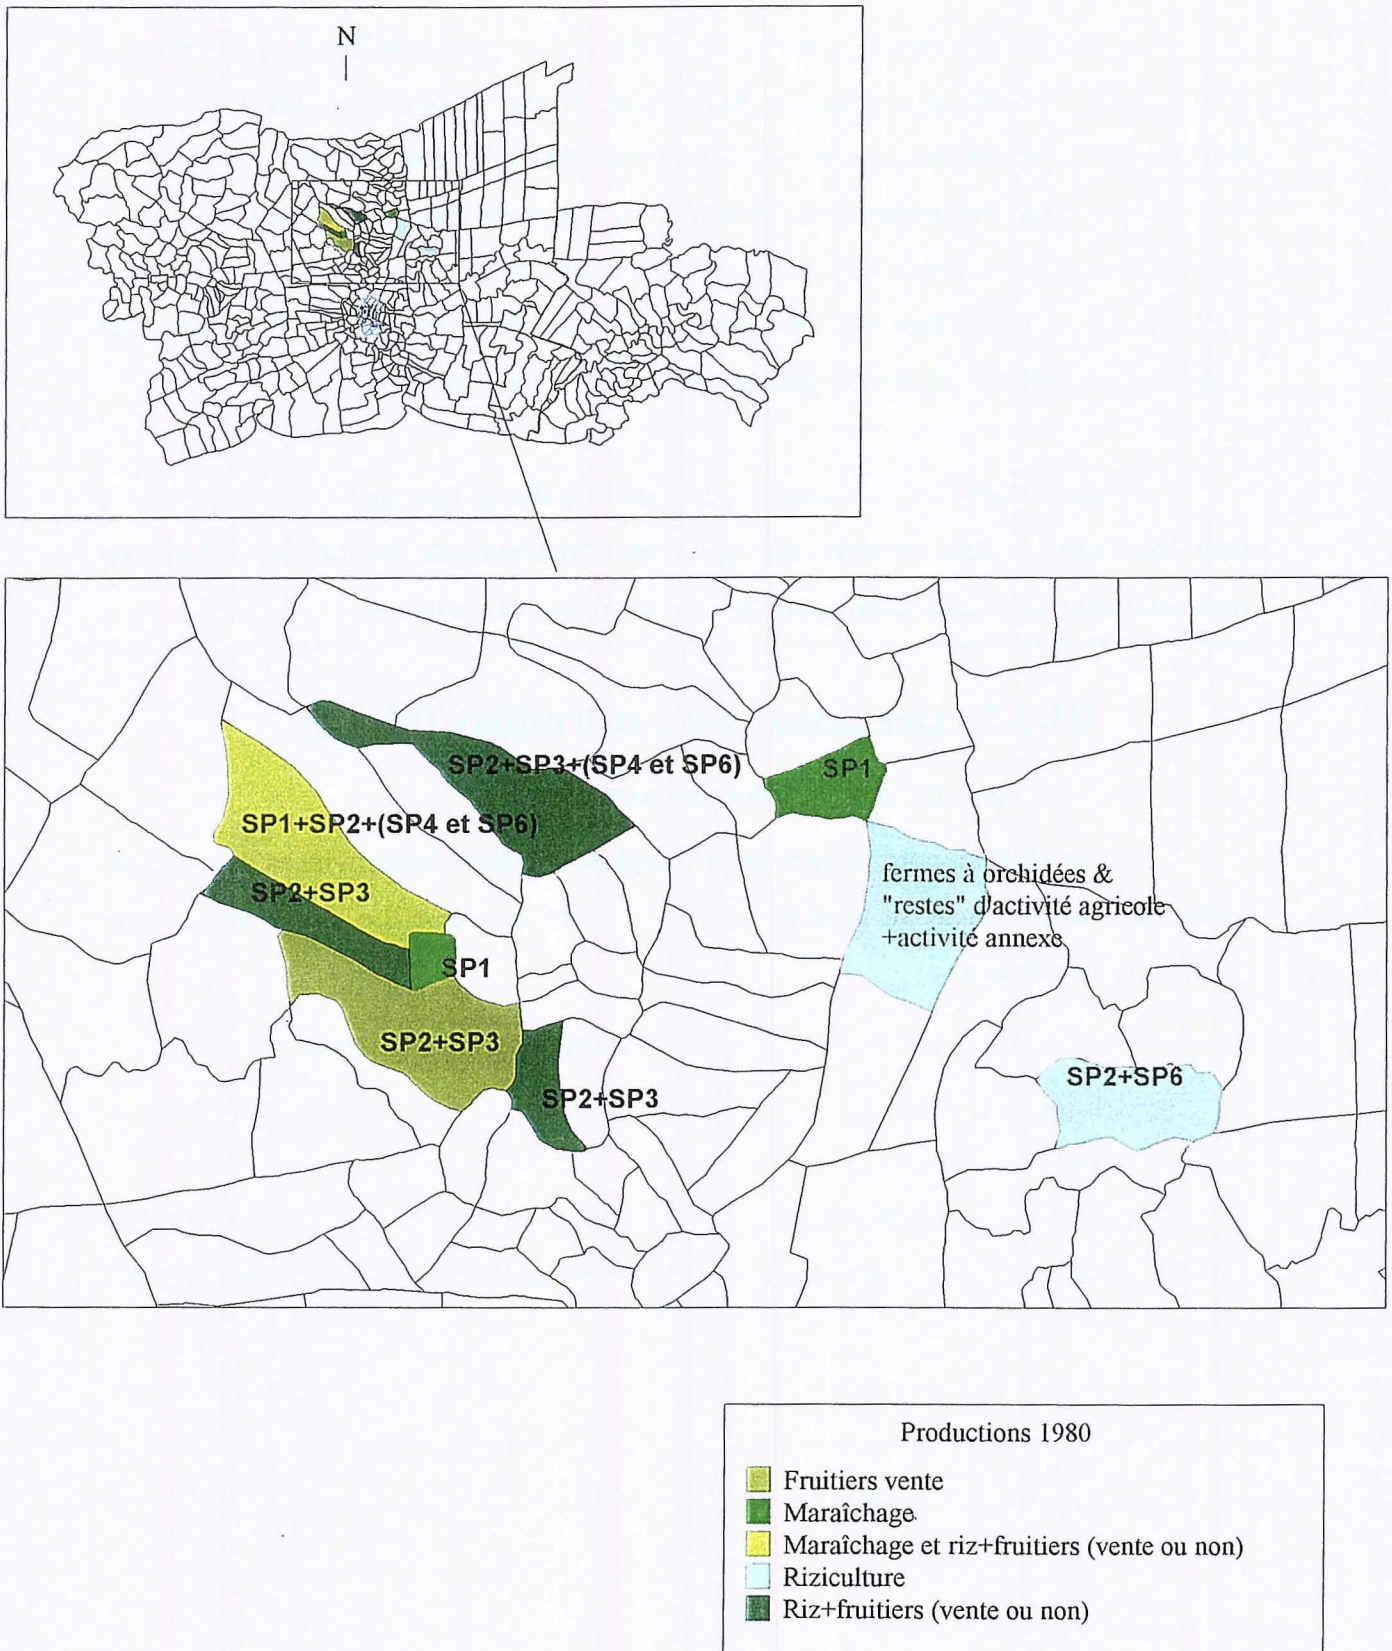 N
SP2+SP3+(SP4 et SP6)
SP1
SP1+SP2+(SP4 et SP6)
fermes à orchidées &
"restes" d'activité agricole
+activité annexe
SP2+SP3
SP1
SP2+SP3
SP2+SP6
SP2+SP3
Productions 1980
Fruitiers vente
Maraîchage
Maraîchage et riz+fruitiers (vente ou non)
Riziculture
Riz+fruitiers (vente ou non)